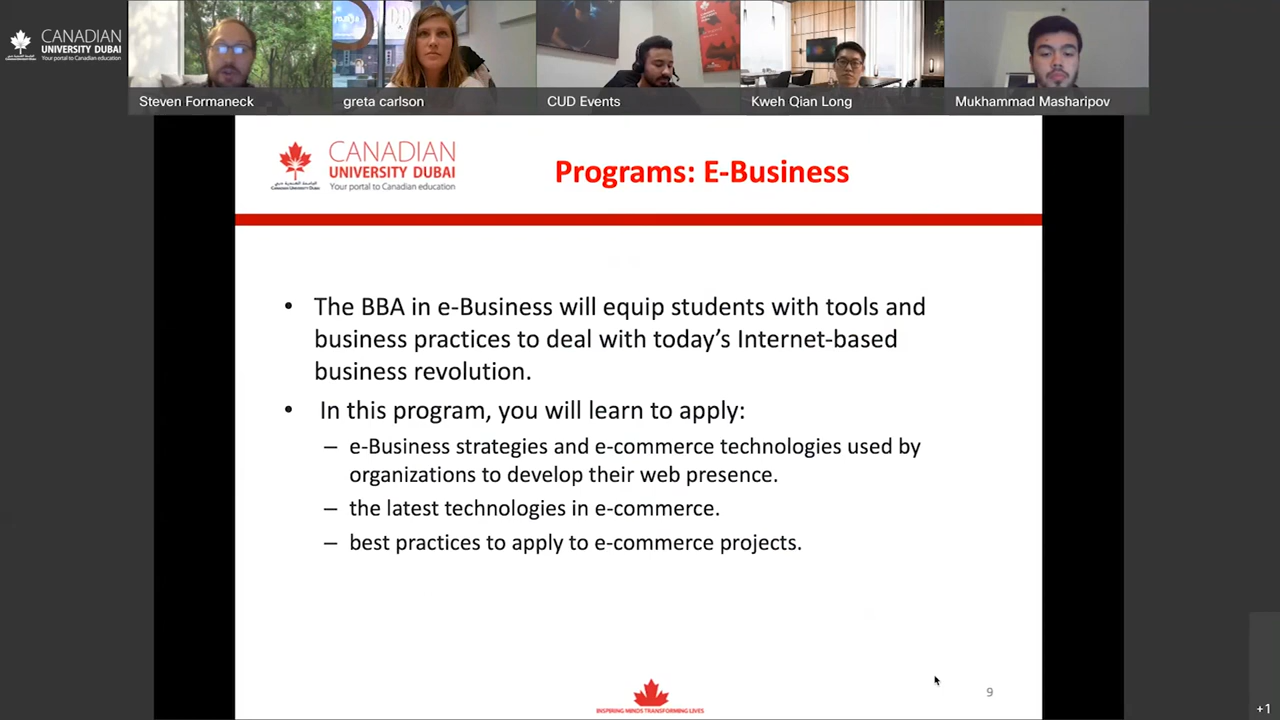 CANADIAN
UNIVERSITY DUBAI
Your portal to Canadian education
Steven Formaneck
greta carlson
CUD Events
Kweh Qian Long
Mukhammad Masharipov
CANADIAN
UNIVERSITY DUBAI
Your portal to Canadian education
Programs: E-Business
• The BBA in e-Business will equip students with tools and
business practices to deal with today’s Internet-based
business revolution.
• In this program, you will learn to apply:
– e-Business strategies and e-commerce technologies used by
organizations to develop their web presence.
– the latest technologies in e-commerce.
– best practices to apply to e-commerce projects.
INSPIRING MINDS TRANSFORMING LIVES
9
+1